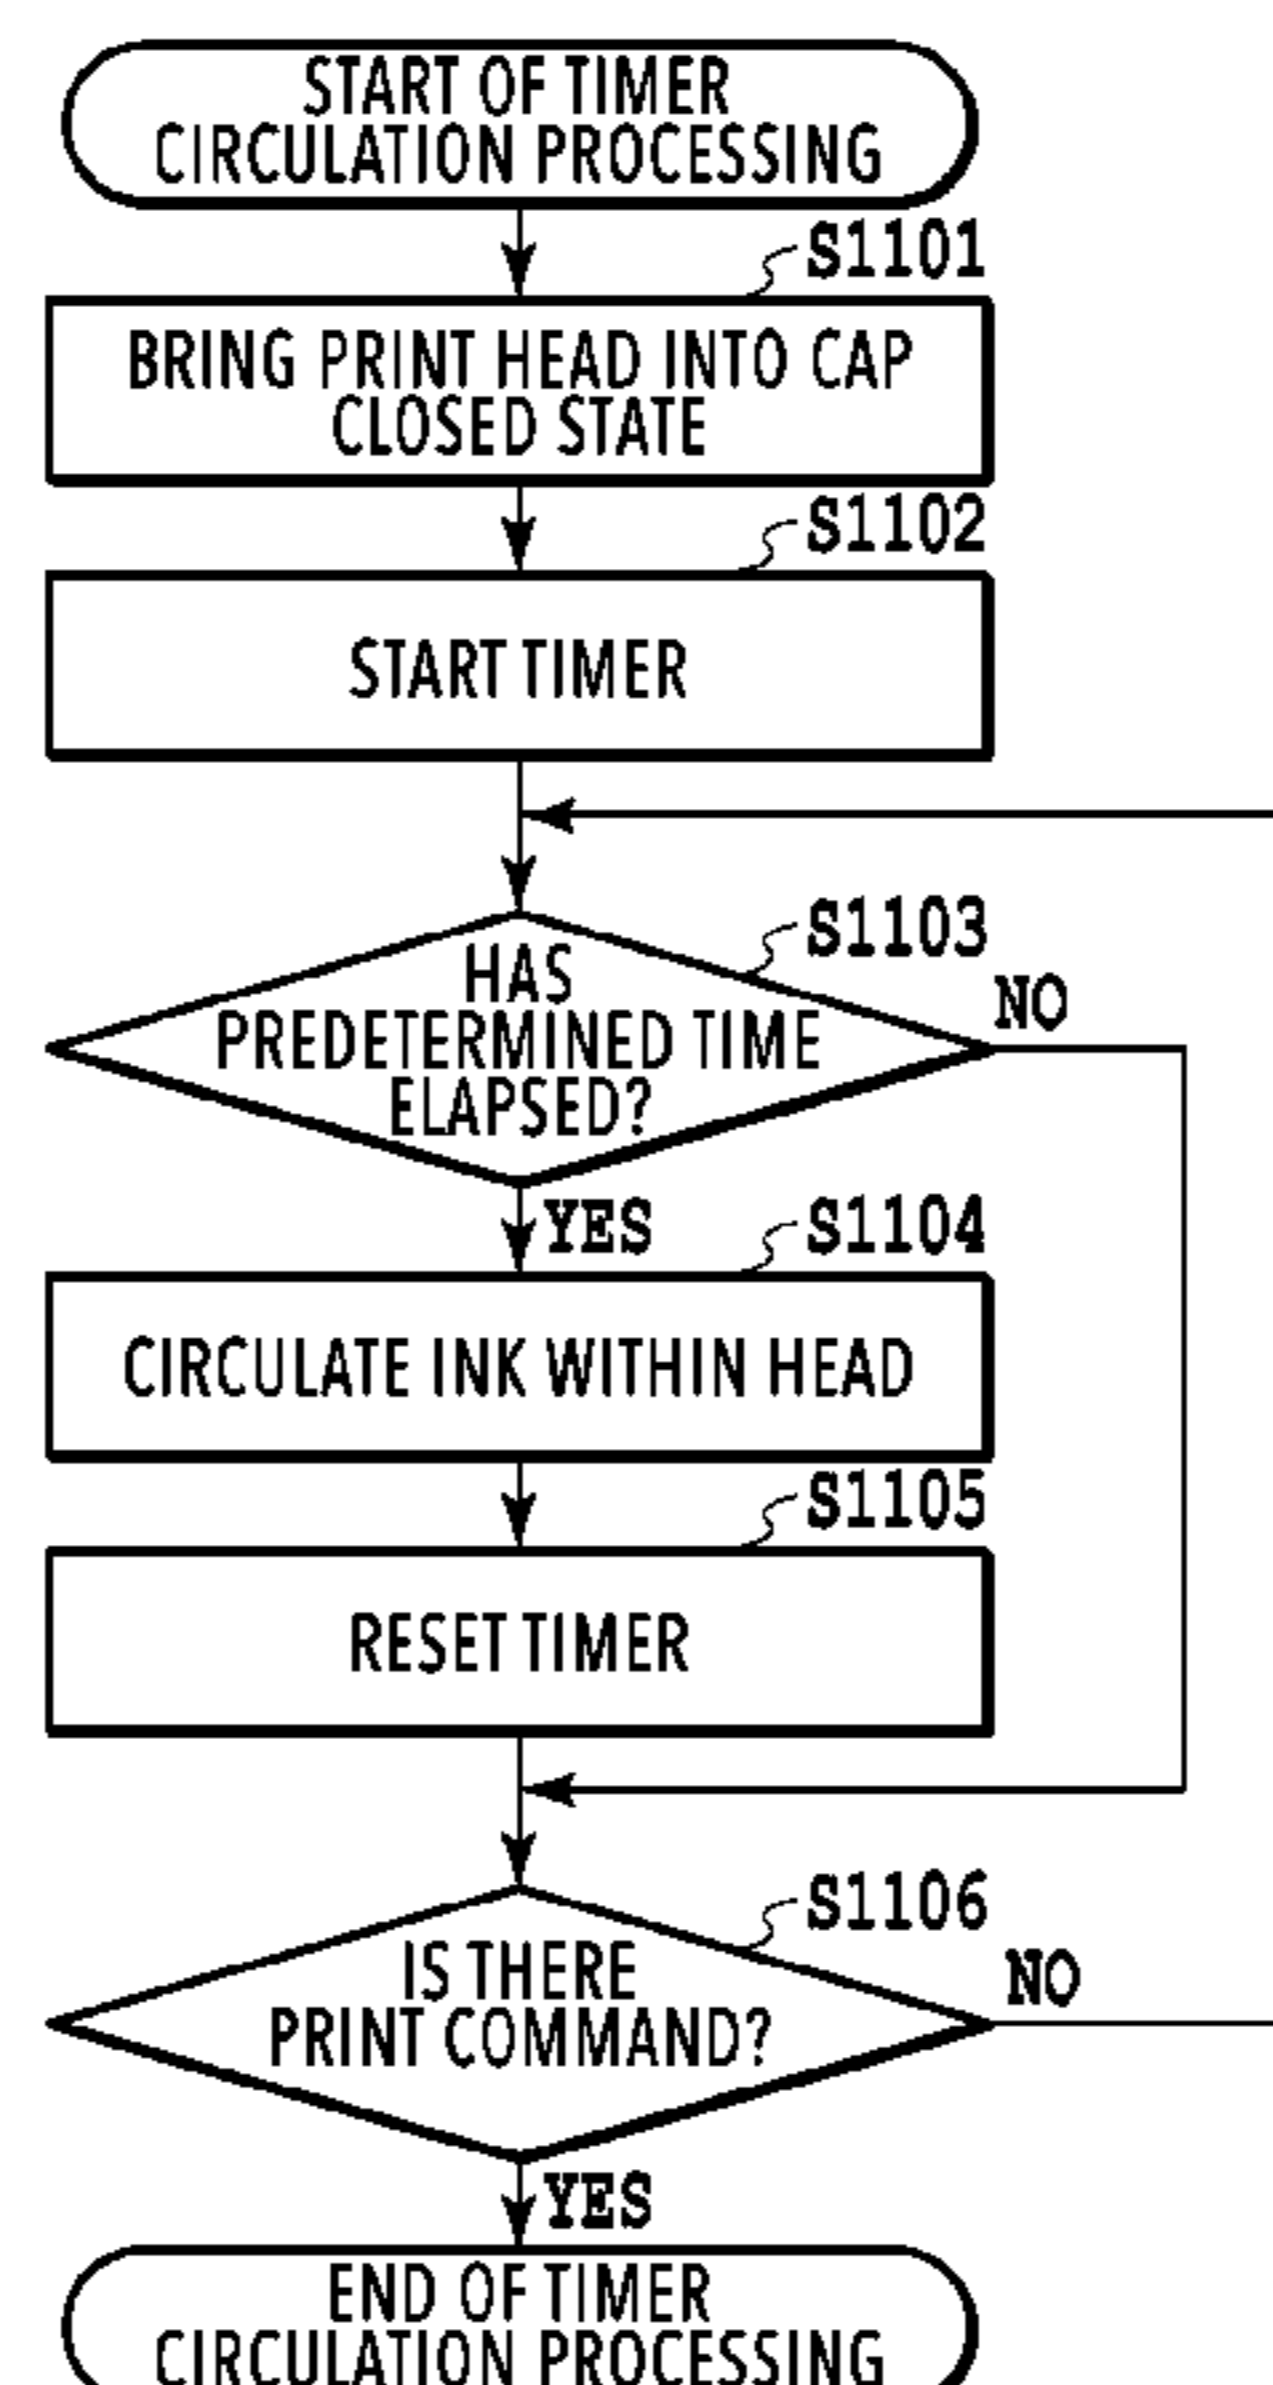 START OF TIMER
CIRCULATION PROCESSING
S1101
BRING PRINT HEAD INTO CAP
CLOSED STATE
S1102
START TIMER
S1103
HAS
PREDETERMINED TIME
ELAPSED?
NO
YES
S1104
CIRCULATE INK WITHIN HEAD
S1105
RESET TIMER
S1106
IS THERE
PRINT COMMAND?
NO
YES
END OF TIMER
CIRCULATION PROCESSING